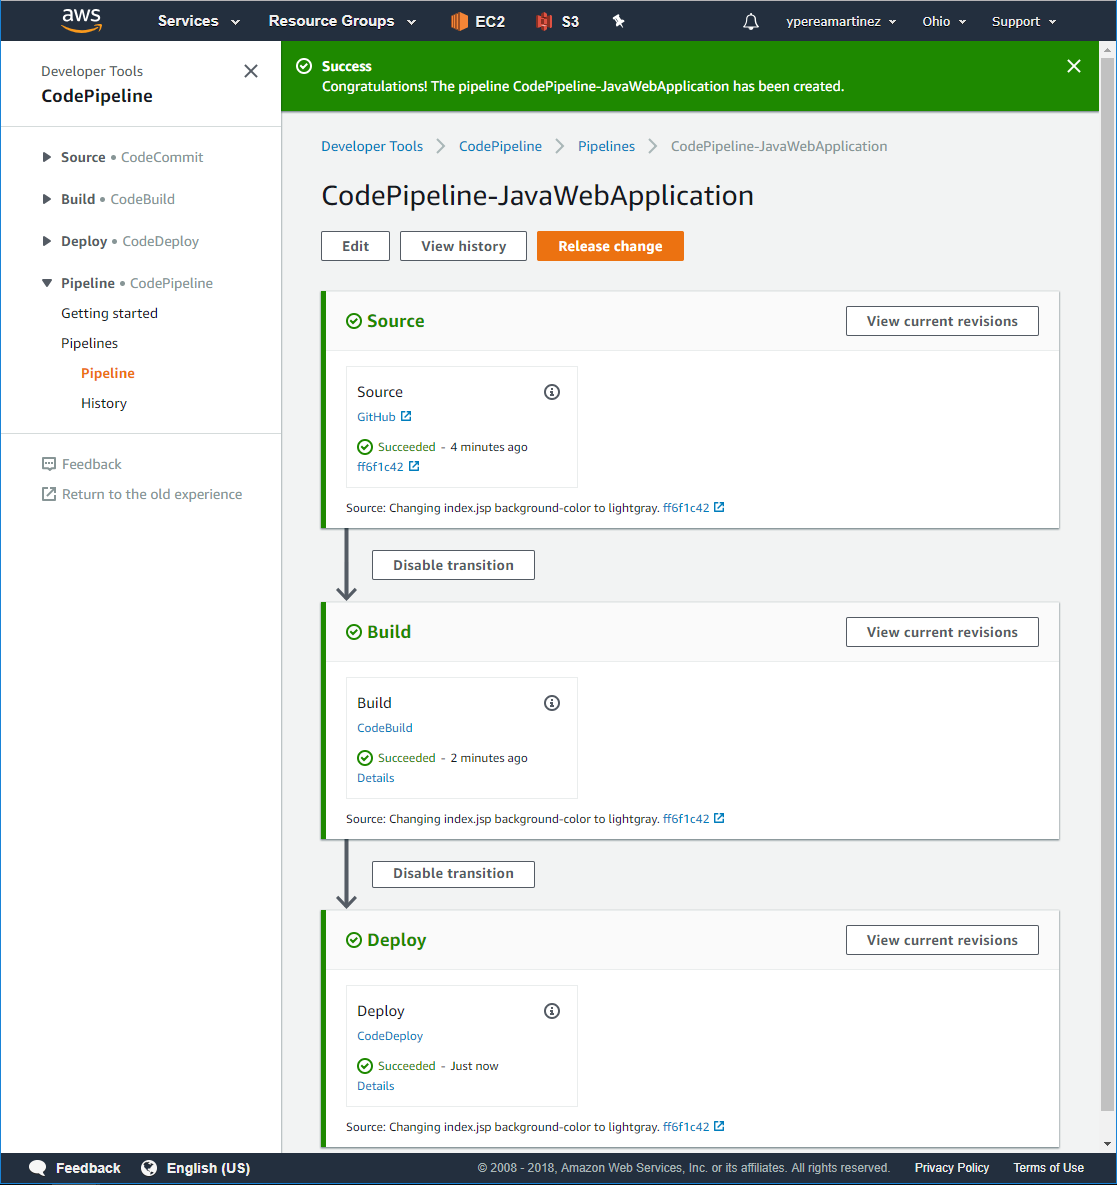 aws
Services
Resource Groups
EC2
S3
ypereamartinez
Ohio
Support
Developer Tools
CodePipeline
Source • CodeCommit
Build • CodeBuild
Deploy • CodeDeploy
Pipeline • CodePipeline
Getting started
Pipelines
Pipeline
History
Feedback
Return to the old experience
Success
Congratulations! The pipeline CodePipeline-JavaWebApplication has been created.
Developer Tools > CodePipeline > Pipelines > CodePipeline-JavaWebApplication
CodePipeline-JavaWebApplication
Edit
View history
Release change
Source
View current revisions
Source
GitHub
Succeeded - 4 minutes ago
ff6f1c42
Source: Changing index.jsp background-color to lightgray. ff6f1c42
Disable transition
Build
View current revisions
Build
CodeBuild
Succeeded - 2 minutes ago
Details
Source: Changing index.jsp background-color to lightgray. ff6f1c42
Disable transition
Deploy
View current revisions
Deploy
CodeDeploy
Succeeded - Just now
Details
Source: Changing index.jsp background-color to lightgray. ff6f1c42
Feedback
English (US)
© 2008 - 2018, Amazon Web Services, Inc. or its affiliates. All rights reserved.
Privacy Policy
Terms of Use